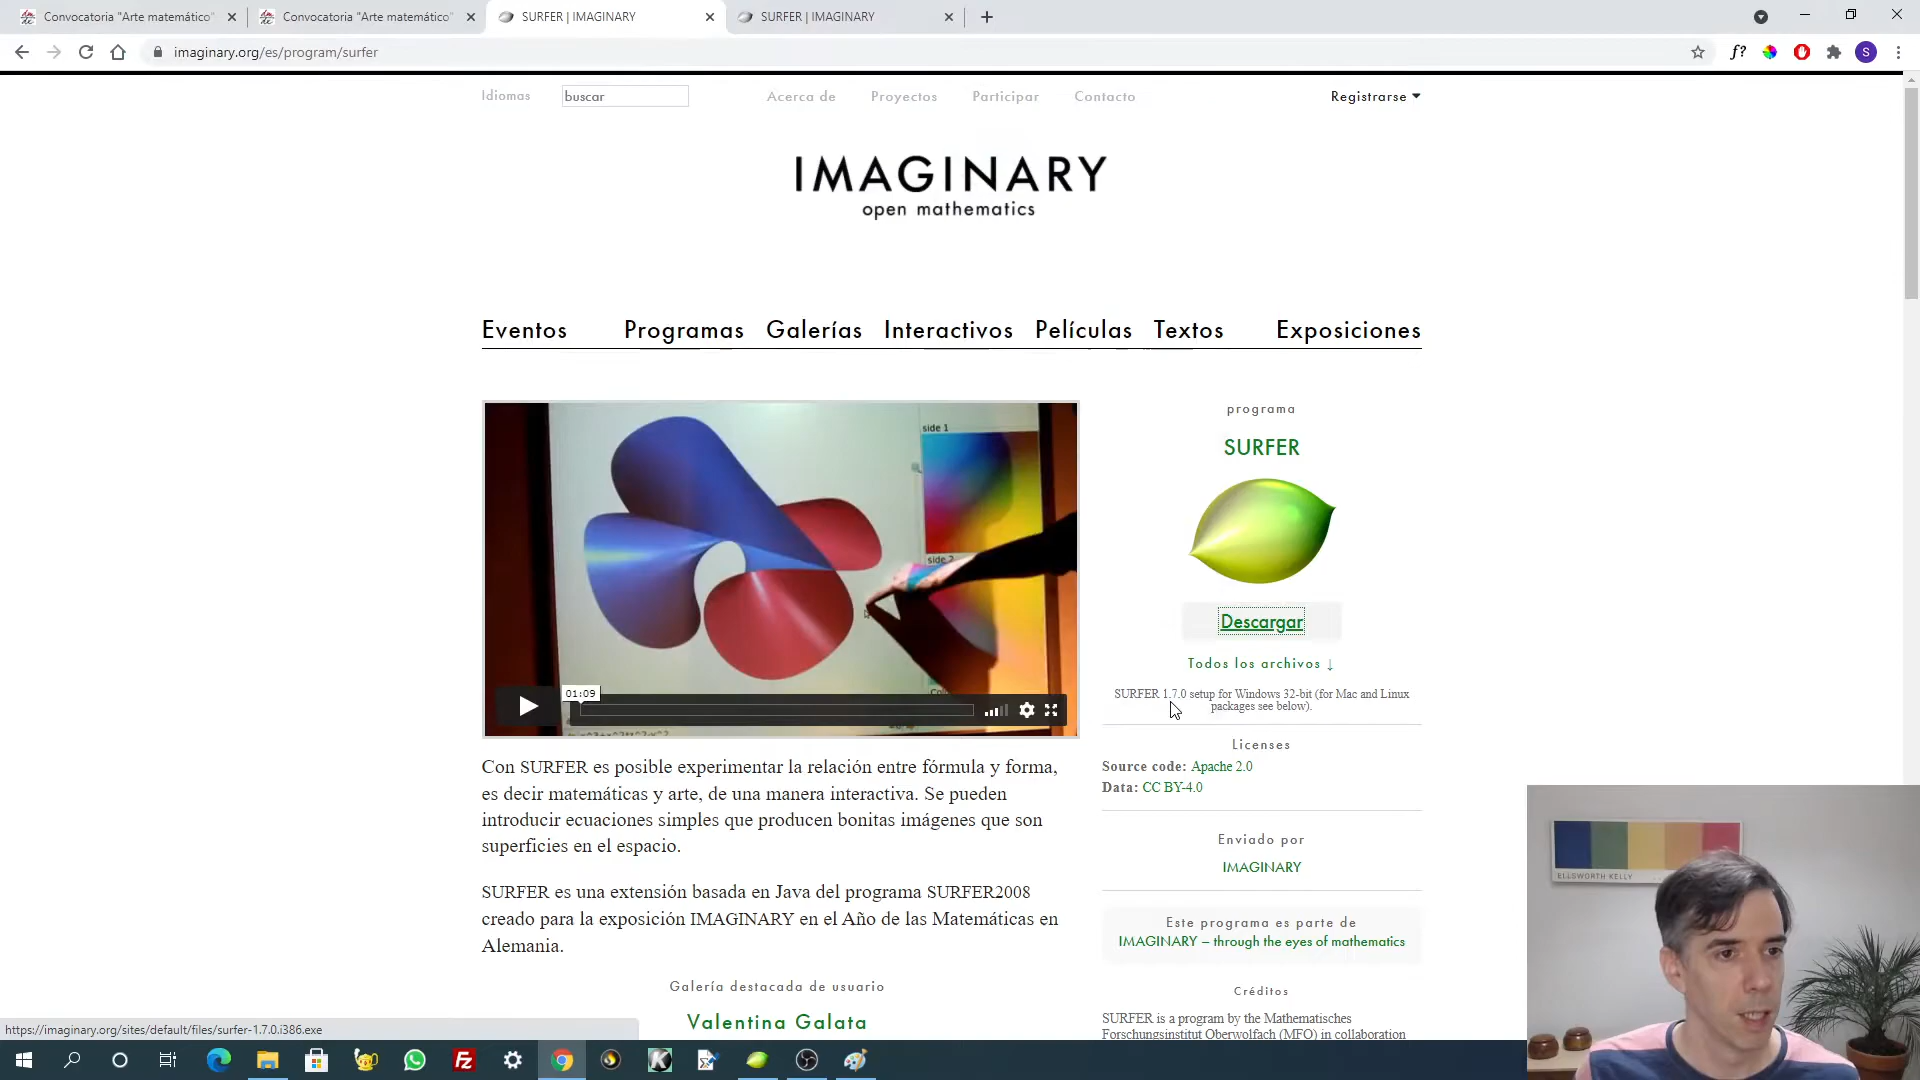 Convocatoria "Arte matemático"
Convocatoria "Arte matemático"
SURFER | IMAGINARY
SURFER | IMAGINARY
imaginary.org/es/program/surfer
f?
S
Idiomas
buscar
Acerca de
Proyectos
Participar
Contacto
Registrarse
IMAGINARY
open mathematics
Eventos
Programas
Galerías
Interactivos
Películas
Textos
Exposiciones
side 1
side 2
01:09
programa
SURFER
Descargar
Todos los archivos ↓
SURFER 1.7.0 setup for Windows 32-bit (for Mac and Linux
packages see below).
Licenses
Source code: Apache 2.0
Data: CC BY-4.0
Enviado por
IMAGINARY
Este programa es parte de
IMAGINARY – through the eyes of mathematics
Créditos
SURFER is a program by the Mathematisches
Forschungsinstitut Oberwolfach (MFO) in collaboration
Con SURFER es posible experimentar la relación entre fórmula y forma,
es decir matemáticas y arte, de una manera interactiva. Se pueden
introducir ecuaciones simples que producen bonitas imágenes que son
superficies en el espacio.
SURFER es una extensión basada en Java del programa SURFER2008
creado para la exposición IMAGINARY en el Año de las Matemáticas en
Alemania.
Galería destacada de usuario
Valentina Galata
ELLSWORTH KELLY
https://imaginary.org/sites/default/files/surfer-1.7.0.i386.exe
Fz
K